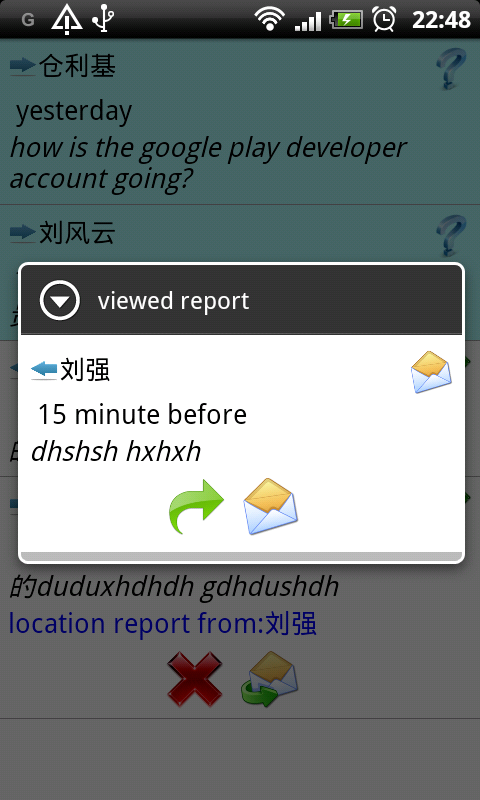 G
22:48
仓利基
yesterday
how is the google play developer
account going?
刘风云
viewed report
刘强
15 minute before
dhshsh hxhxh
的duduxhdhdh gdhdushdh
location report from:刘强